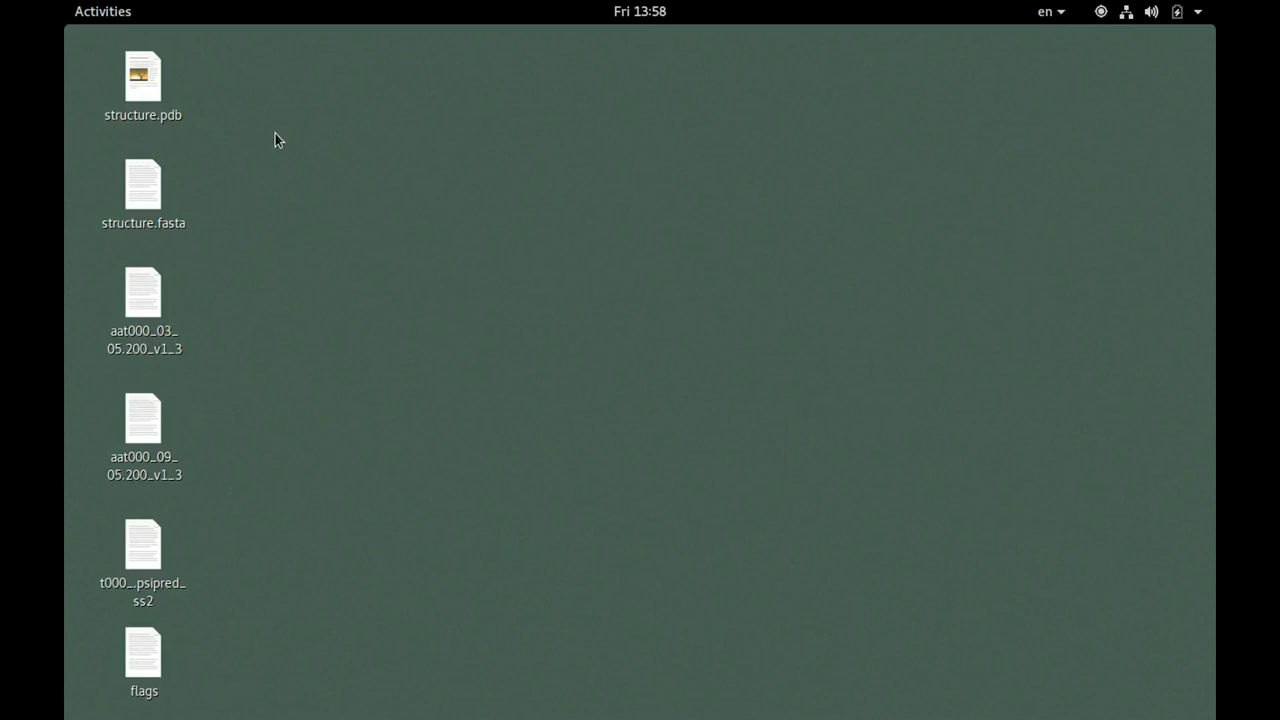 Activities
Fri 13:58
en
structure.pdb
structure.fasta
aat000_03_
05.200_v1_3
aat000_09_
05.200_v1_3
t000_.psipred_
ss2
flags